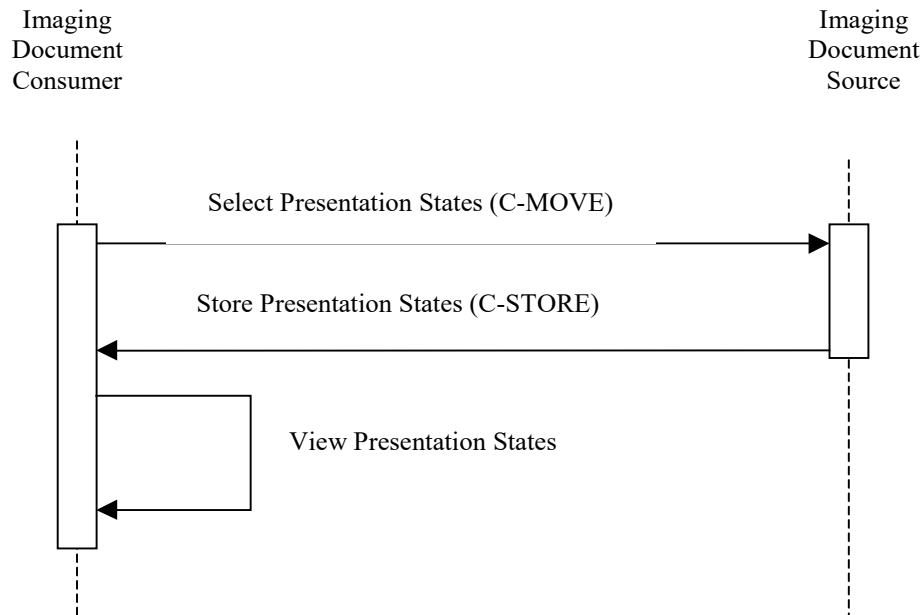 Imaging
Document
Consumer
Imaging
Document
Source
Select Presentation States (C-MOVE)
Store Presentation States (C-STORE)
View Presentation States